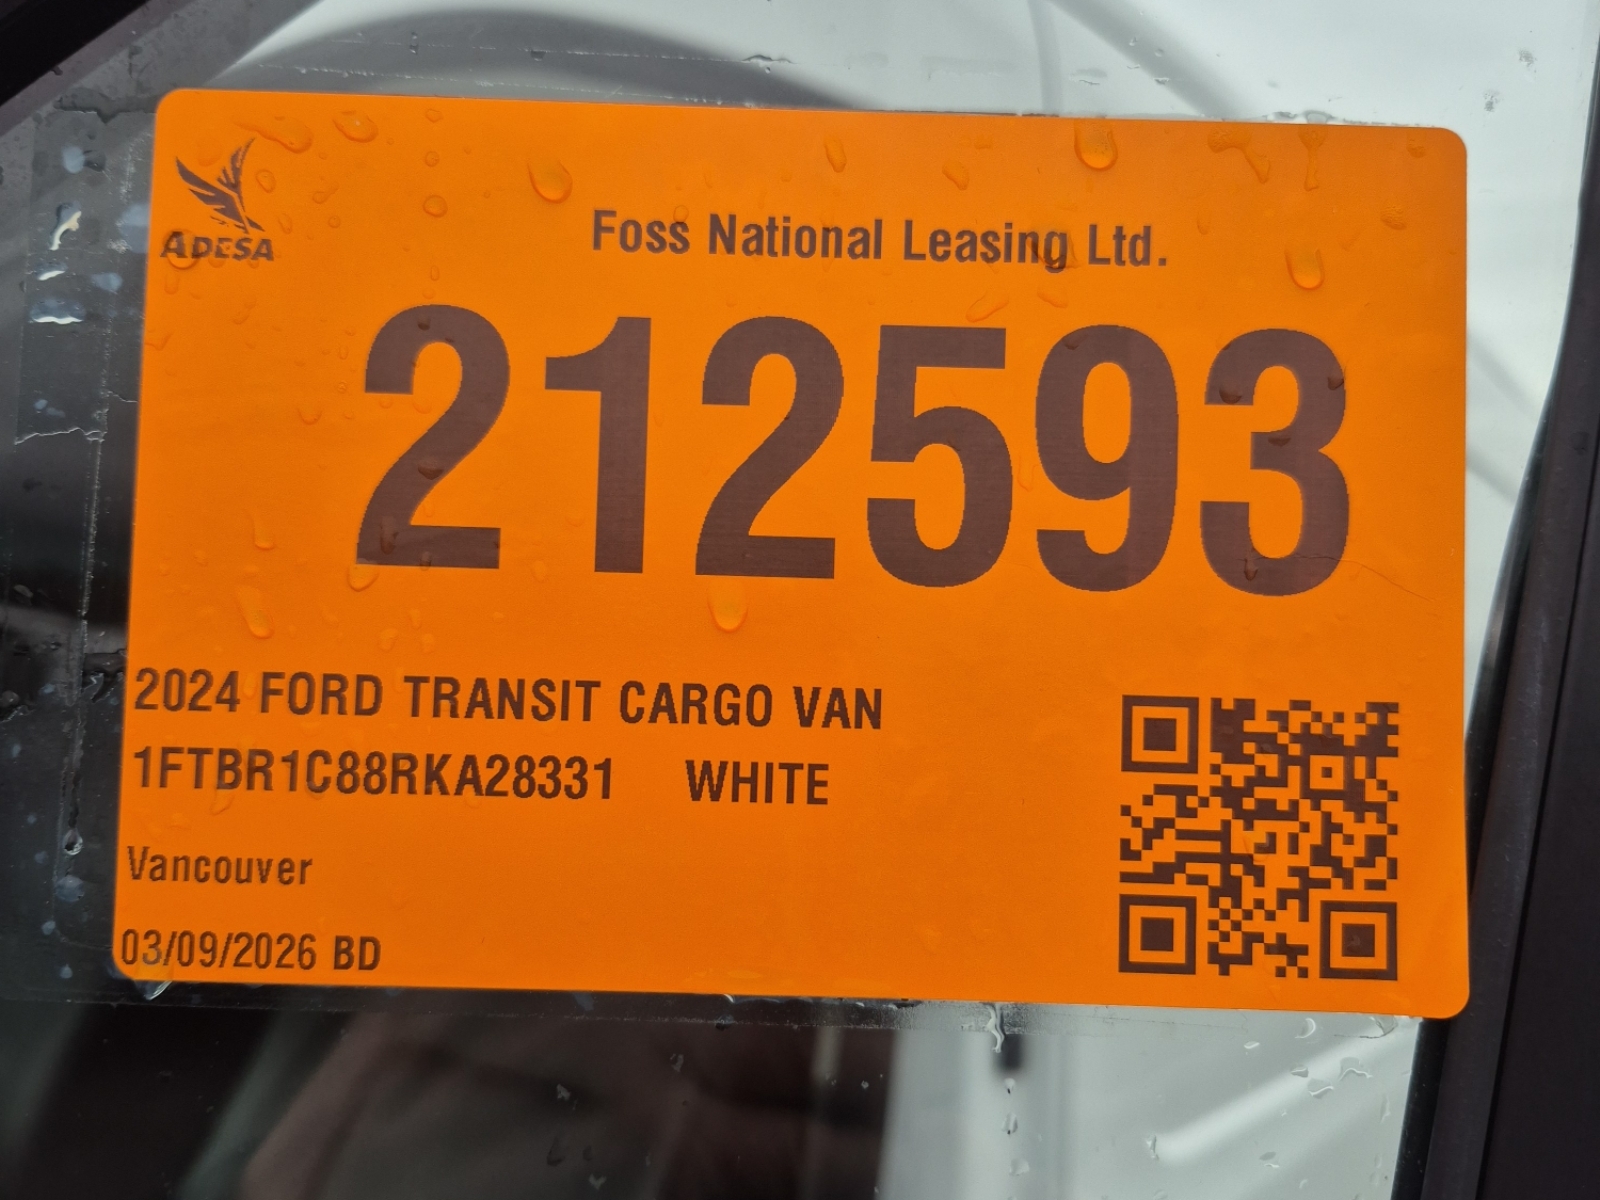 ADESA
Foss National Leasing Ltd.
212593
2024 FORD TRANSIT CARGO VAN
1FTBR1C88RKA28331 WHITE
Vancouver
03/09/2026 BD